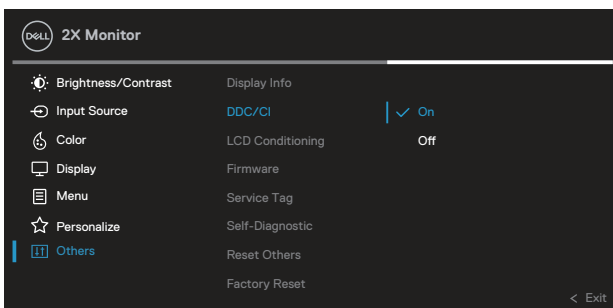 DELL 2X Monitor
Brightness/Contrast Display Info
Input Source DDC/CI On
Color LCD Conditioning Off
Display Firmware
Menu Service Tag
Personalize Self-Diagnostic
Others Reset Others
Factory Reset
< Exit